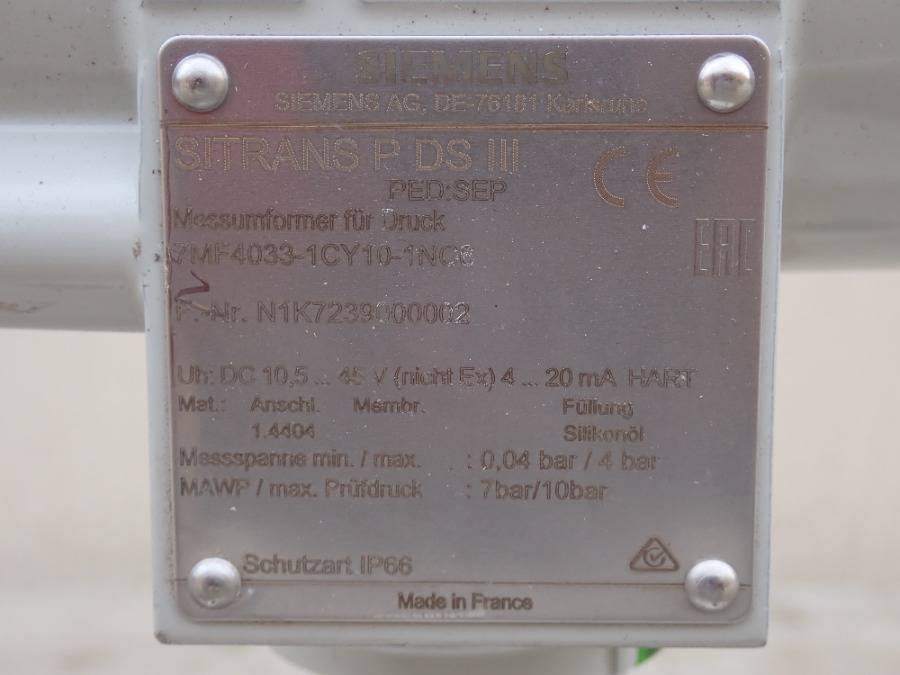 SIEMENS
SIEMENS AG, DE-76181 Karlsruhe
SITRANS P DS III
PED:SEP
CE
Messumformer für Druck
7MF4033-1CY10-1NC6
EAC
F.-Nr. N1K7239000002
Uh: DC 10,5 ... 45 V (nicht Ex) 4 ... 20 mA HART
Mat.: Anschl. Membr. Füllung
1.4404 Silikonöl
Messspanne min. / max. : 0,04 bar / 4 bar
MAWP / max. Prüfdruck : 7bar/10bar
Schutzart IP66
Made in France